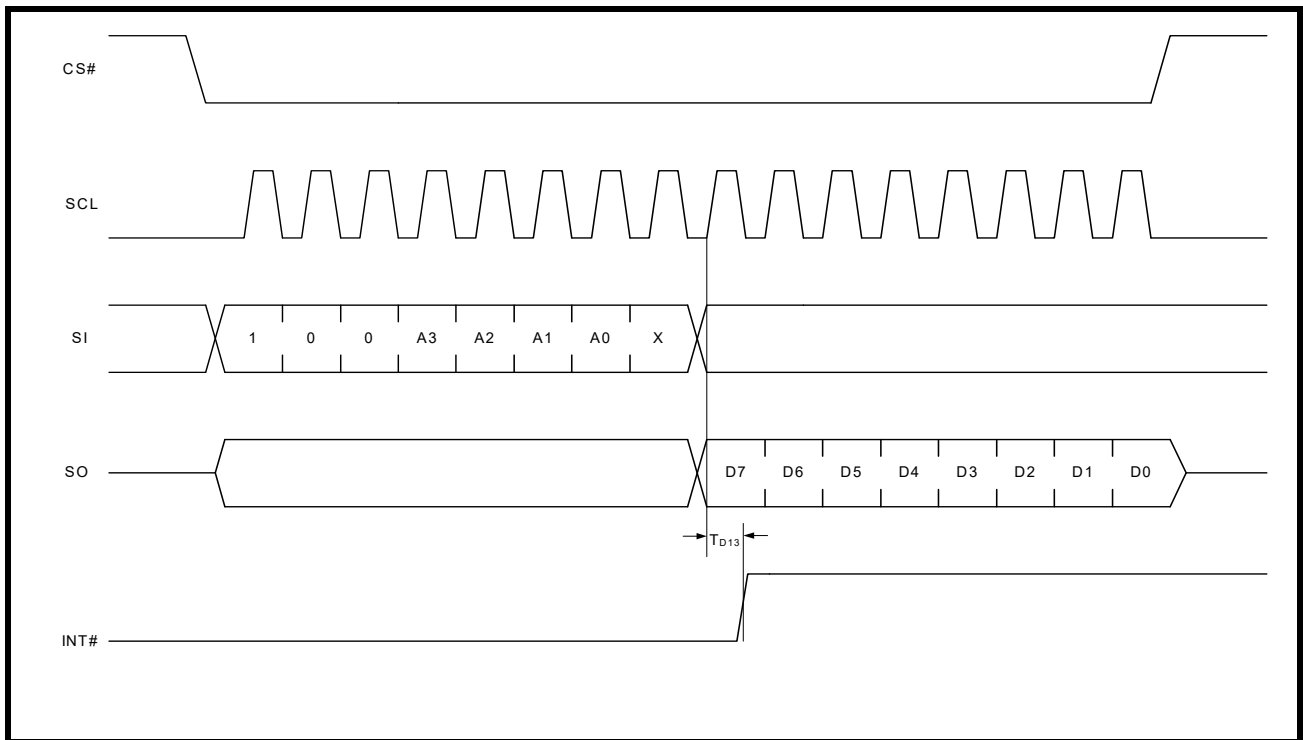 CS#
SCL
SI 1 0 0 A3 A2 A1 A0 X
SO D7 D6 D5 D4 D3 D2 D1 D0
TD13
INT#